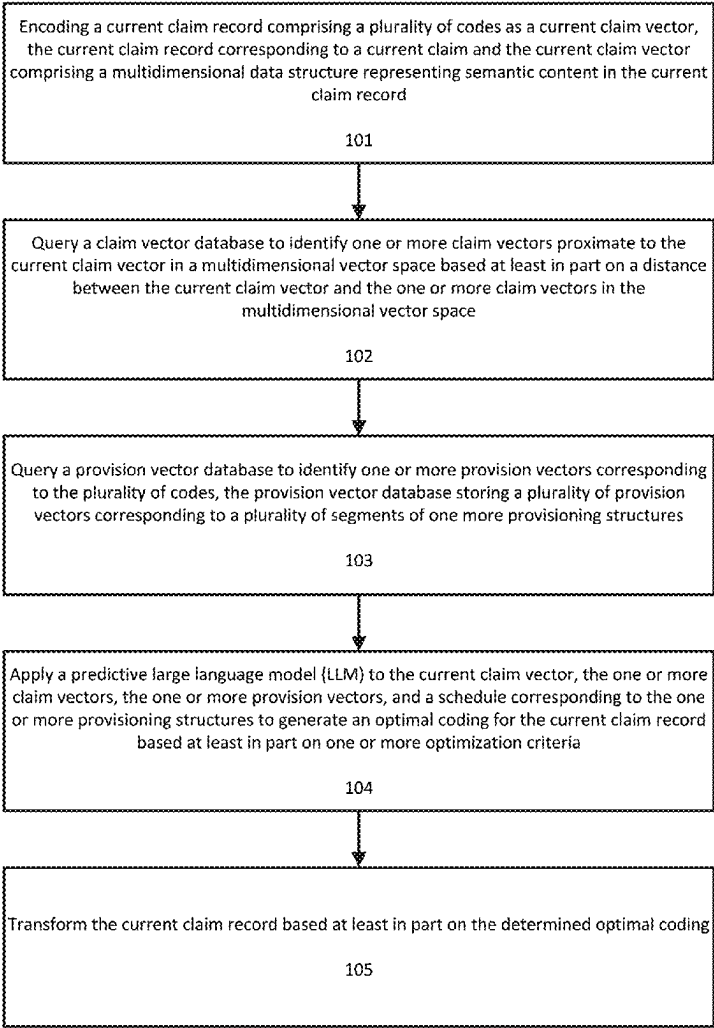 Encoding a current claim record comprising a plurality of codes as a current claim vector,
the current claim record corresponding to a current claim and the current claim vector
comprising a multidimensional data structure representing semantic content in the current
claim record
101
Query a claim vector database to identify one or more claim vectors proximate to the
current claim vector in a multidimensional vector space based at least in part on a distance
between the current claim vector and the one or more claim vectors in the
multidimensional vector space
102
Query a provision vector database to identify one or more provision vectors corresponding
to the plurality of codes, the provision vector database storing a plurality of provision
vectors corresponding to a plurality of segments of one more provisioning structures
103
Apply a predictive large language model (LLM) to the current claim vector, the one or more
claim vectors, the one or more provision vectors, and a schedule corresponding to the one
or more provisioning structures to generate an optimal coding for the current claim record
based at least in part on one or more optimization criteria
104
Transform the current claim record based at least in part on the determined optimal coding
105